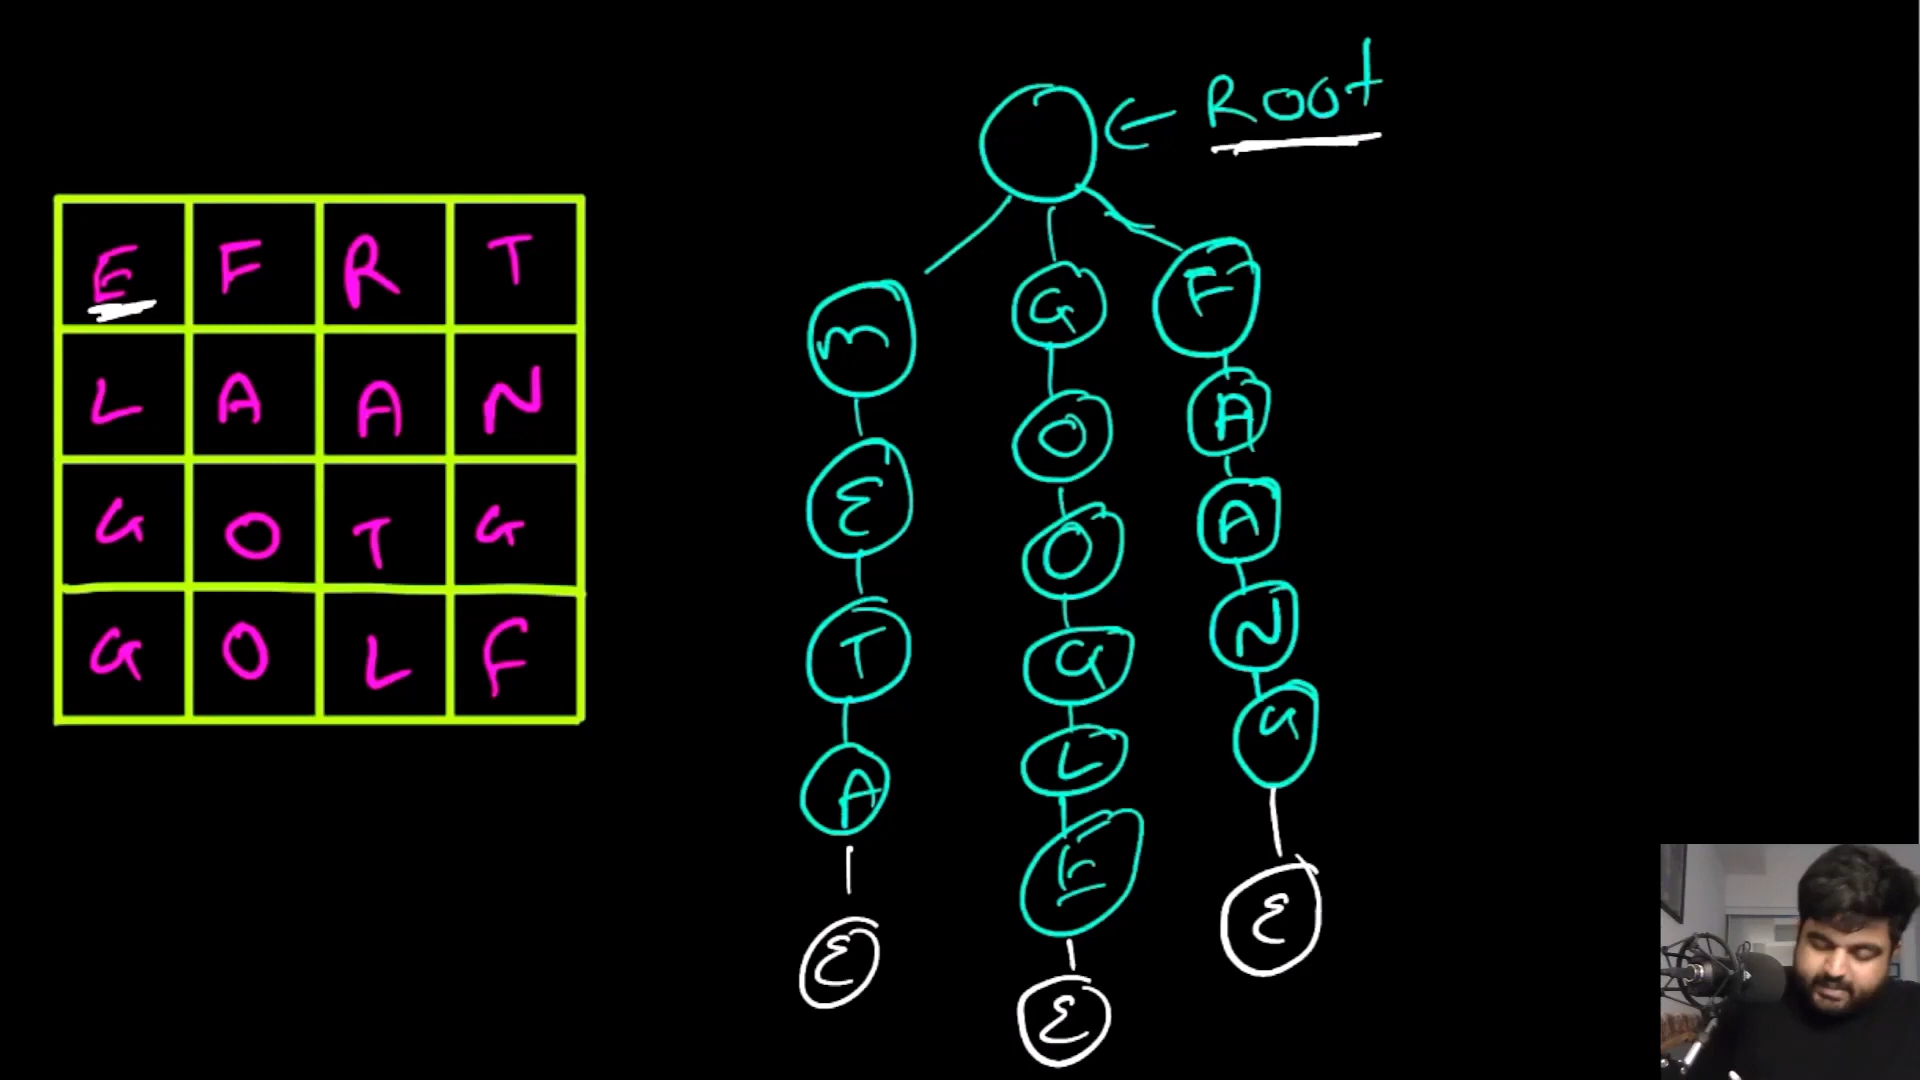 Root
E F R T
L A A N
G O T G
G O L F
M G F
E O A
T O A
A G N
E L G
E E
E